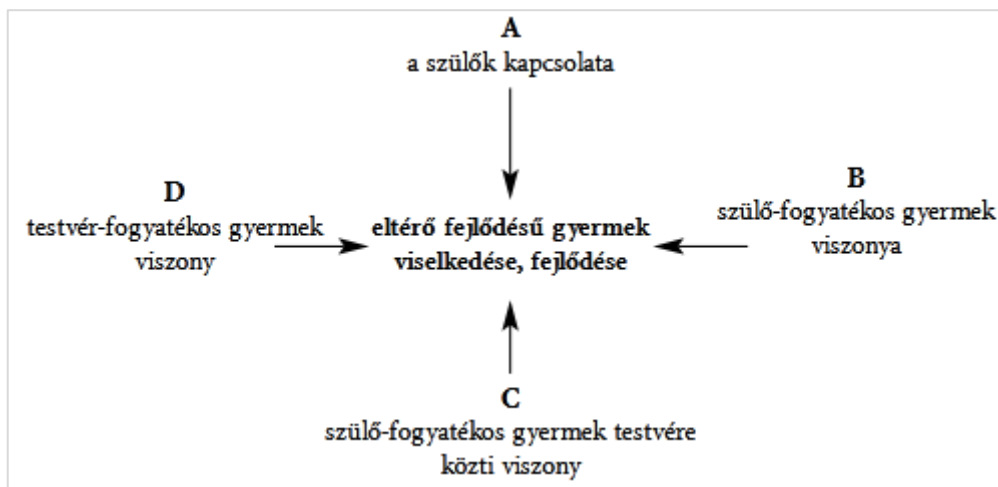 A
a szülők kapcsolata
D
testvér-fogyatékos gyermek
viszony
eltérő fejlődésű gyermek
viselkedése, fejlődése
B
szülő-fogyatékos gyermek
viszonya
C
szülő-fogyatékos gyermek testvére
közti viszony